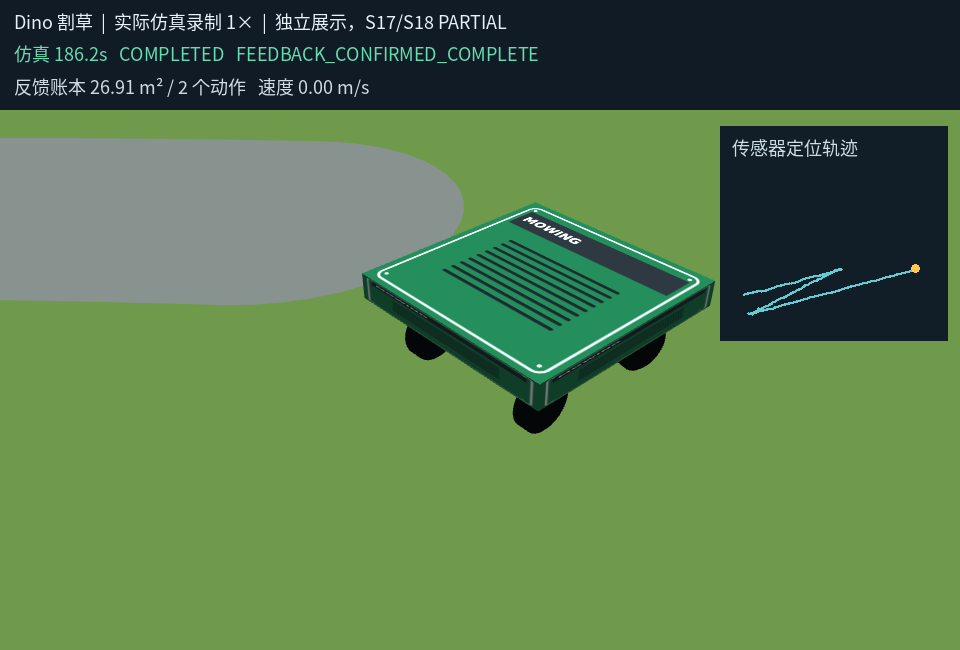 Dino 割草 | 实际仿真录制 1× | 独立展示，S17/S18 PARTIAL
仿真 186.2s COMPLETED FEEDBACK_CONFIRMED_COMPLETE
反馈账本 26.91 m² / 2 个动作 速度 0.00 m/s
传感器定位轨迹
MOWING